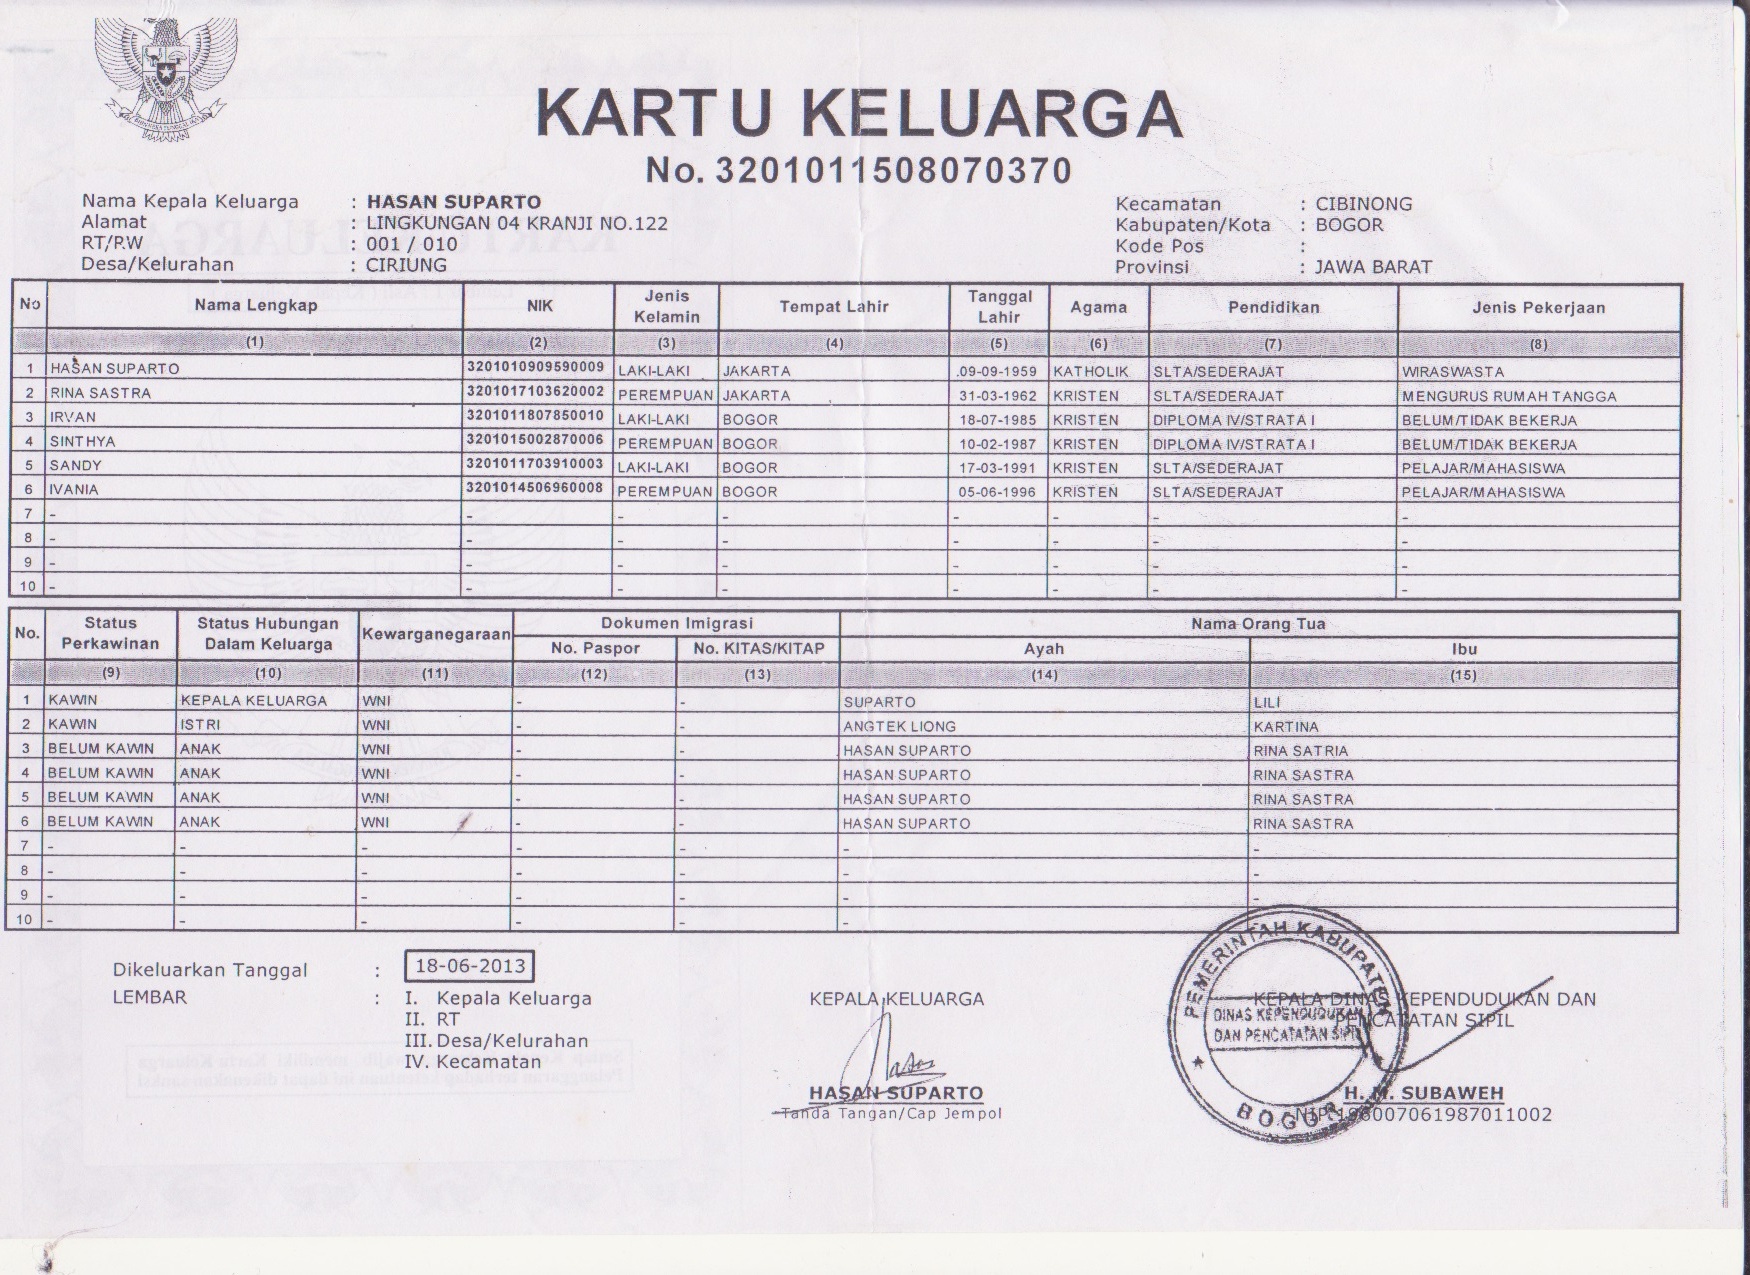 KARTU KELUARGA
No. 3201011508070370
Nama Kepala Keluarga : HASAN SUPARTO
Alamat : LINGKUNGAN 04 KRANJI NO.122
RT/RW : 001 / 010
Desa/Kelurahan : CIRIUNG
Kecamatan : CIBINONG
Kabupaten/Kota : BOGOR
Kode Pos :
Provinsi : JAWA BARAT
No Nama Lengkap NIK Jenis Kelamin Tempat Lahir Tanggal Lahir Agama Pendidikan Jenis Pekerjaan
(1) (2) (3) (4) (5) (6) (7) (8)
1 HASAN SUPARTO 3201010909590009 LAKI-LAKI JAKARTA 09-09-1959 KATHOLIK SLTA/SEDERAJAT WIRASWASTA
2 RINA SASTRA 3201017103620002 PEREMPUAN JAKARTA 31-03-1962 KRISTEN SLTA/SEDERAJAT MENGURUS RUMAH TANGGA
3 IRVAN 3201011807850010 LAKI-LAKI BOGOR 18-07-1985 KRISTEN DIPLOMA IV/STRATA I BELUM/TIDAK BEKERJA
4 SINTHYA 3201015002870006 PEREMPUAN BOGOR 10-02-1987 KRISTEN DIPLOMA IV/STRATA I BELUM/TIDAK BEKERJA
5 SANDY 3201011703910003 LAKI-LAKI BOGOR 17-03-1991 KRISTEN SLTA/SEDERAJAT PELAJAR/MAHASISWA
6 IVANIA 3201014506960008 PEREMPUAN BOGOR 05-06-1996 KRISTEN SLTA/SEDERAJAT PELAJAR/MAHASISWA
7 - - - - - - - -
8 - - - - - - - -
9 - - - - - - - -
10 - - - - - - - -
No. Status Perkawinan Status Hubungan Dalam Keluarga Kewarganegaraan Dokumen Imigrasi Nama Orang Tua
No. Paspor No. KITAS/KITAP Ayah Ibu
(9) (10) (11) (12) (13) (14) (15)
1 KAWIN KEPALA KELUARGA WNI - - SUPARTO LILI
2 KAWIN ISTRI WNI - - ANGTEK LIONG KARTINA
3 BELUM KAWIN ANAK WNI - - HASAN SUPARTO RINA SATRIA
4 BELUM KAWIN ANAK WNI - - HASAN SUPARTO RINA SASTRA
5 BELUM KAWIN ANAK WNI - - HASAN SUPARTO RINA SASTRA
6 BELUM KAWIN ANAK WNI - - HASAN SUPARTO RINA SASTRA
7 - - - - - - -
8 - - - - - - -
9 - - - - - - -
10 - - - - - -
Dikeluarkan Tanggal : 18-06-2013
LEMBAR : I. Kepala Keluarga
II. RT
III. Desa/Kelurahan
IV. Kecamatan
KEPALA KELUARGA
Hasan
HASAN SUPARTO
Tanda Tangan/Cap Jempol
KEPALA DINAS KEPENDUDUKAN DAN
PENCATATAN SIPIL
PEMERINTAH KABUPATEN
DINAS KEPENDUDUKAN
DAN PENCATATAN SIPIL
BOGOR
H. M. SUBAWEH
NIP.196007061987011002